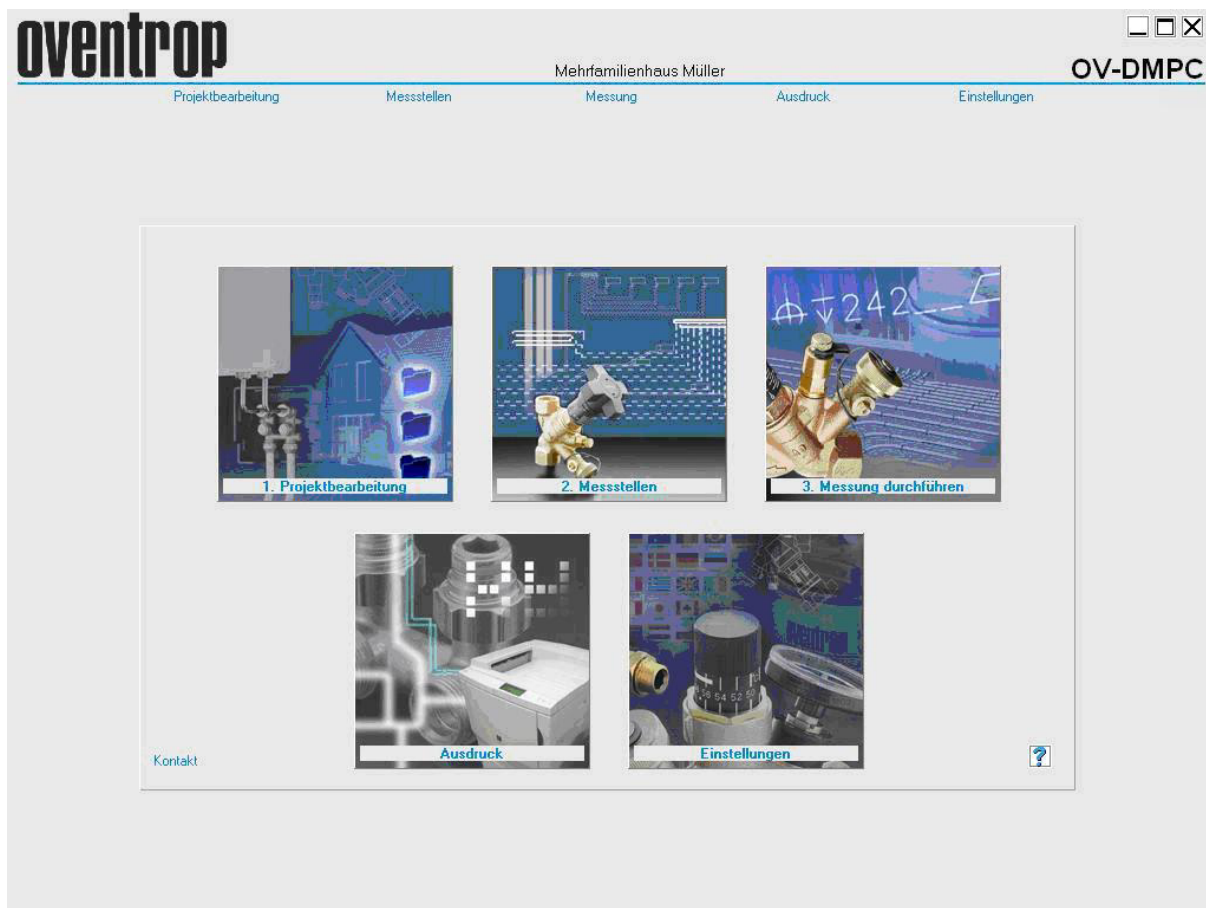 oventrop
Mehrfamilienhaus Müller
OV-DMPC
Projektbearbeitung Messstellen Messung Ausdruck Einstellungen
242
1. Projektbearbeitung
2. Messstellen
3. Messung durchführen
Ausdruck
Einstellungen
Kontakt
?